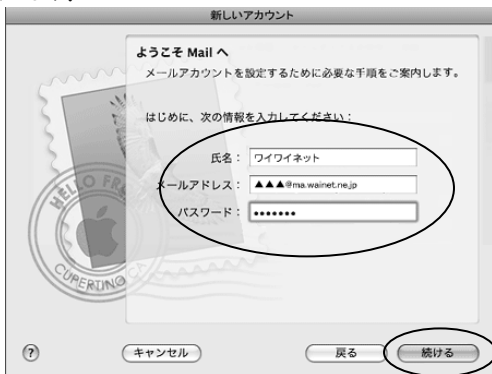 新しいアカウント
ようこそ Mail へ
メールアカウントを設定するために必要な手順をご案内します。
はじめに、次の情報を入力してください：
氏名： ワイワイネット
メールアドレス： ▲▲▲@ma.wainet.ne.jp
パスワード： •••••••
HELLO FR
CUPERTINO
? キャンセル 戻る 続ける